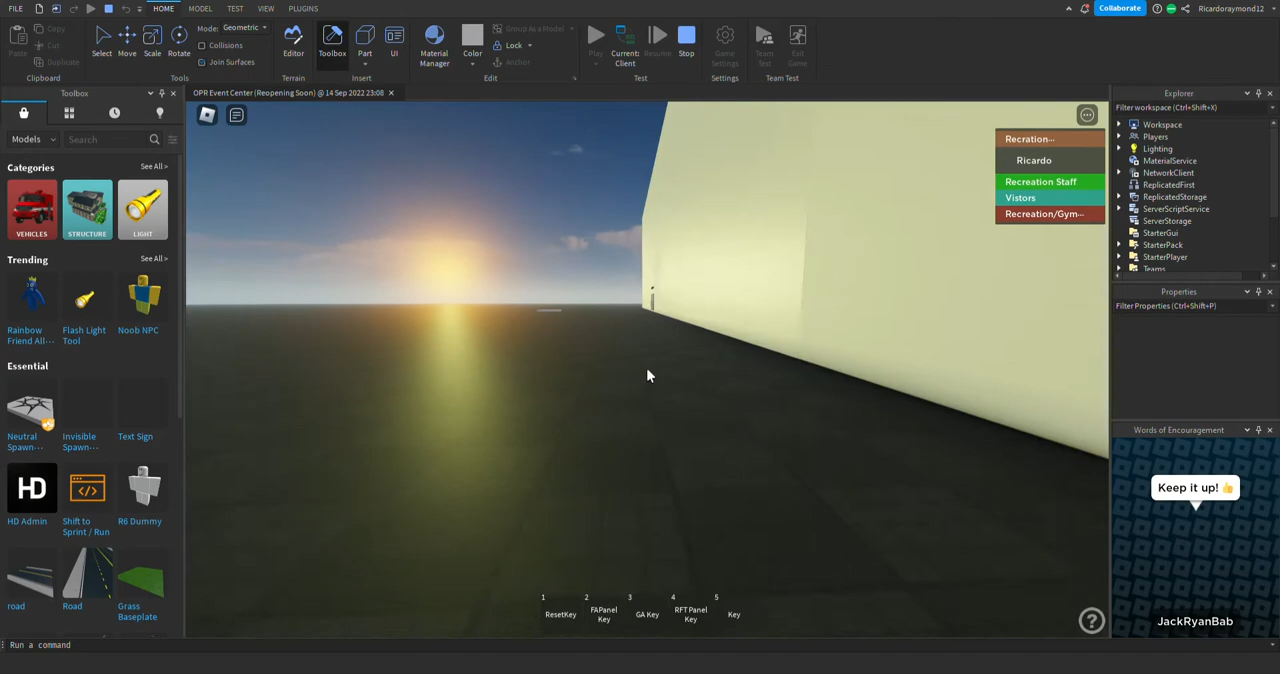 FILE
HOME
MODEL
TEST
VIEW
PLUGINS
Collaborate
Ricardoraymond12
Paste
Copy
Cut
Duplicate
Clipboard
Select
Move
Scale
Rotate
Mode: Geometric
Collisions
Join Surfaces
Tools
Editor
Terrain
Toolbox
Part
UI
Insert
Material
Manager
Color
Group As a Model
Lock
Anchor
Edit
Play
Current:
Client
Resume
Stop
Test
Game
Settings
Settings
Team
Test
Exit
Game
Team Test
Toolbox
Models
Search
Categories
See All >
VEHICLES
STRUCTURE
LIGHT
Trending
See All >
Rainbow
Friend All···
Flash Light
Tool
Noob NPC
Essential
Neutral
Spawn···
Invisible
Spawn···
Text Sign
HD
HD Admin
Shift to
Sprint / Run
R6 Dummy
road
Road
Grass
Baseplate
OPR Event Center (Reopening Soon) @ 14 Sep 2022 23:08
Recration···
Ricardo
Recreation Staff
Vistors
Recreation/Gym···
1
ResetKey
2
FAPanel
Key
3
GA Key
4
RFT Panel
Key
5
Key
?
Explorer
Filter workspace (Ctrl+Shift+X)
Workspace
Players
Lighting
MaterialService
NetworkClient
ReplicatedFirst
ReplicatedStorage
ServerScriptService
ServerStorage
StarterGui
StarterPack
StarterPlayer
Teams
Properties
Filter Properties (Ctrl+Shift+P)
Words of Encouragement
Keep it up! 👍
JackRyanBab
Run a command